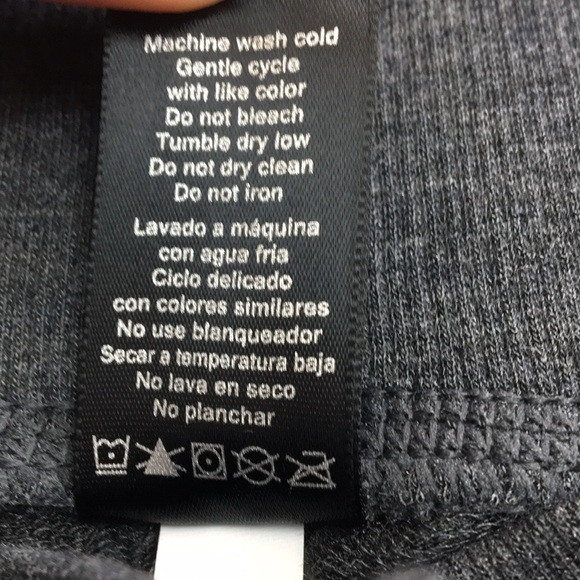 Machine wash cold
Gentle cycle
with like color
Do not bleach
Tumble dry low
Do not dry clean
Do not iron
Lavado a máquina
con agua fria
Ciclo delicado
con colores similares
No use blanqueador
Secar a temperatura baja
No lava en seco
No planchar